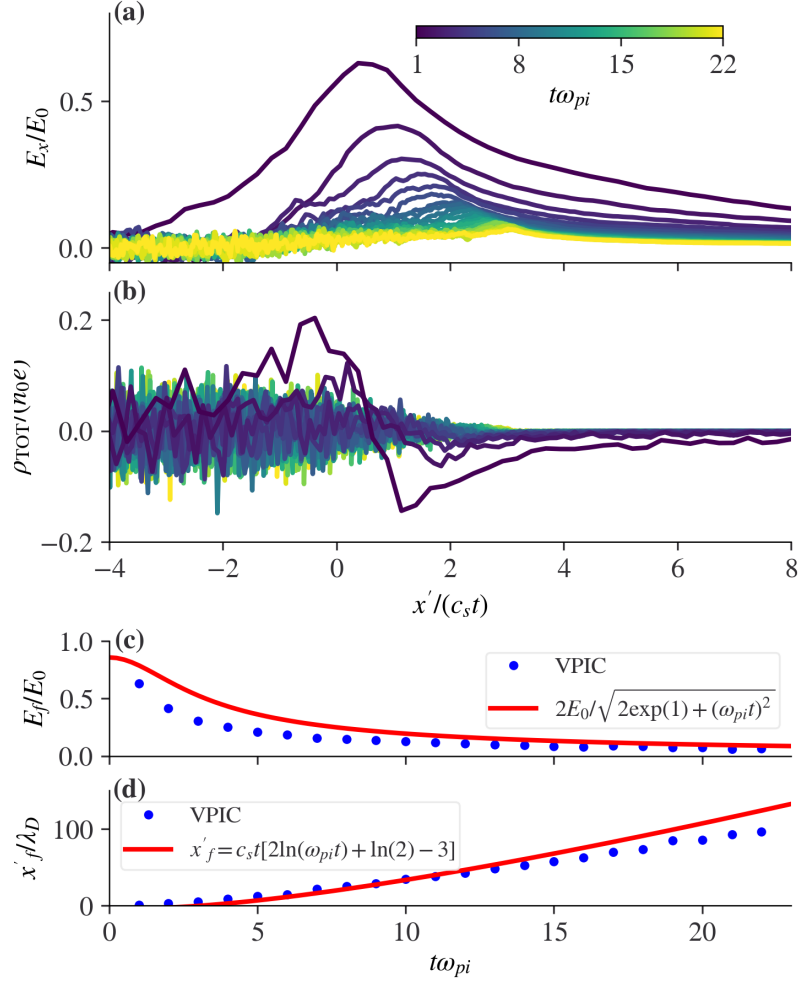 (a)
1 8 15 22
tω_pi
0.5
0.0
E_x/E_0
(b)
0.2
0.0
−0.2
ρ_TOT/(n_0e)
−4 −2 0 2 4 6 8
x′/(c_st)
(c)
1.0
0.5
0.0
E_f/E_0
VPIC
2E_0/√2exp(1) + (ω_pit)^2
(d)
100
0
x′_f/λ_D
VPIC
x′_f = c_st[2ln(ω_pit) + ln(2) − 3]
0 5 10 15 20
tω_pi